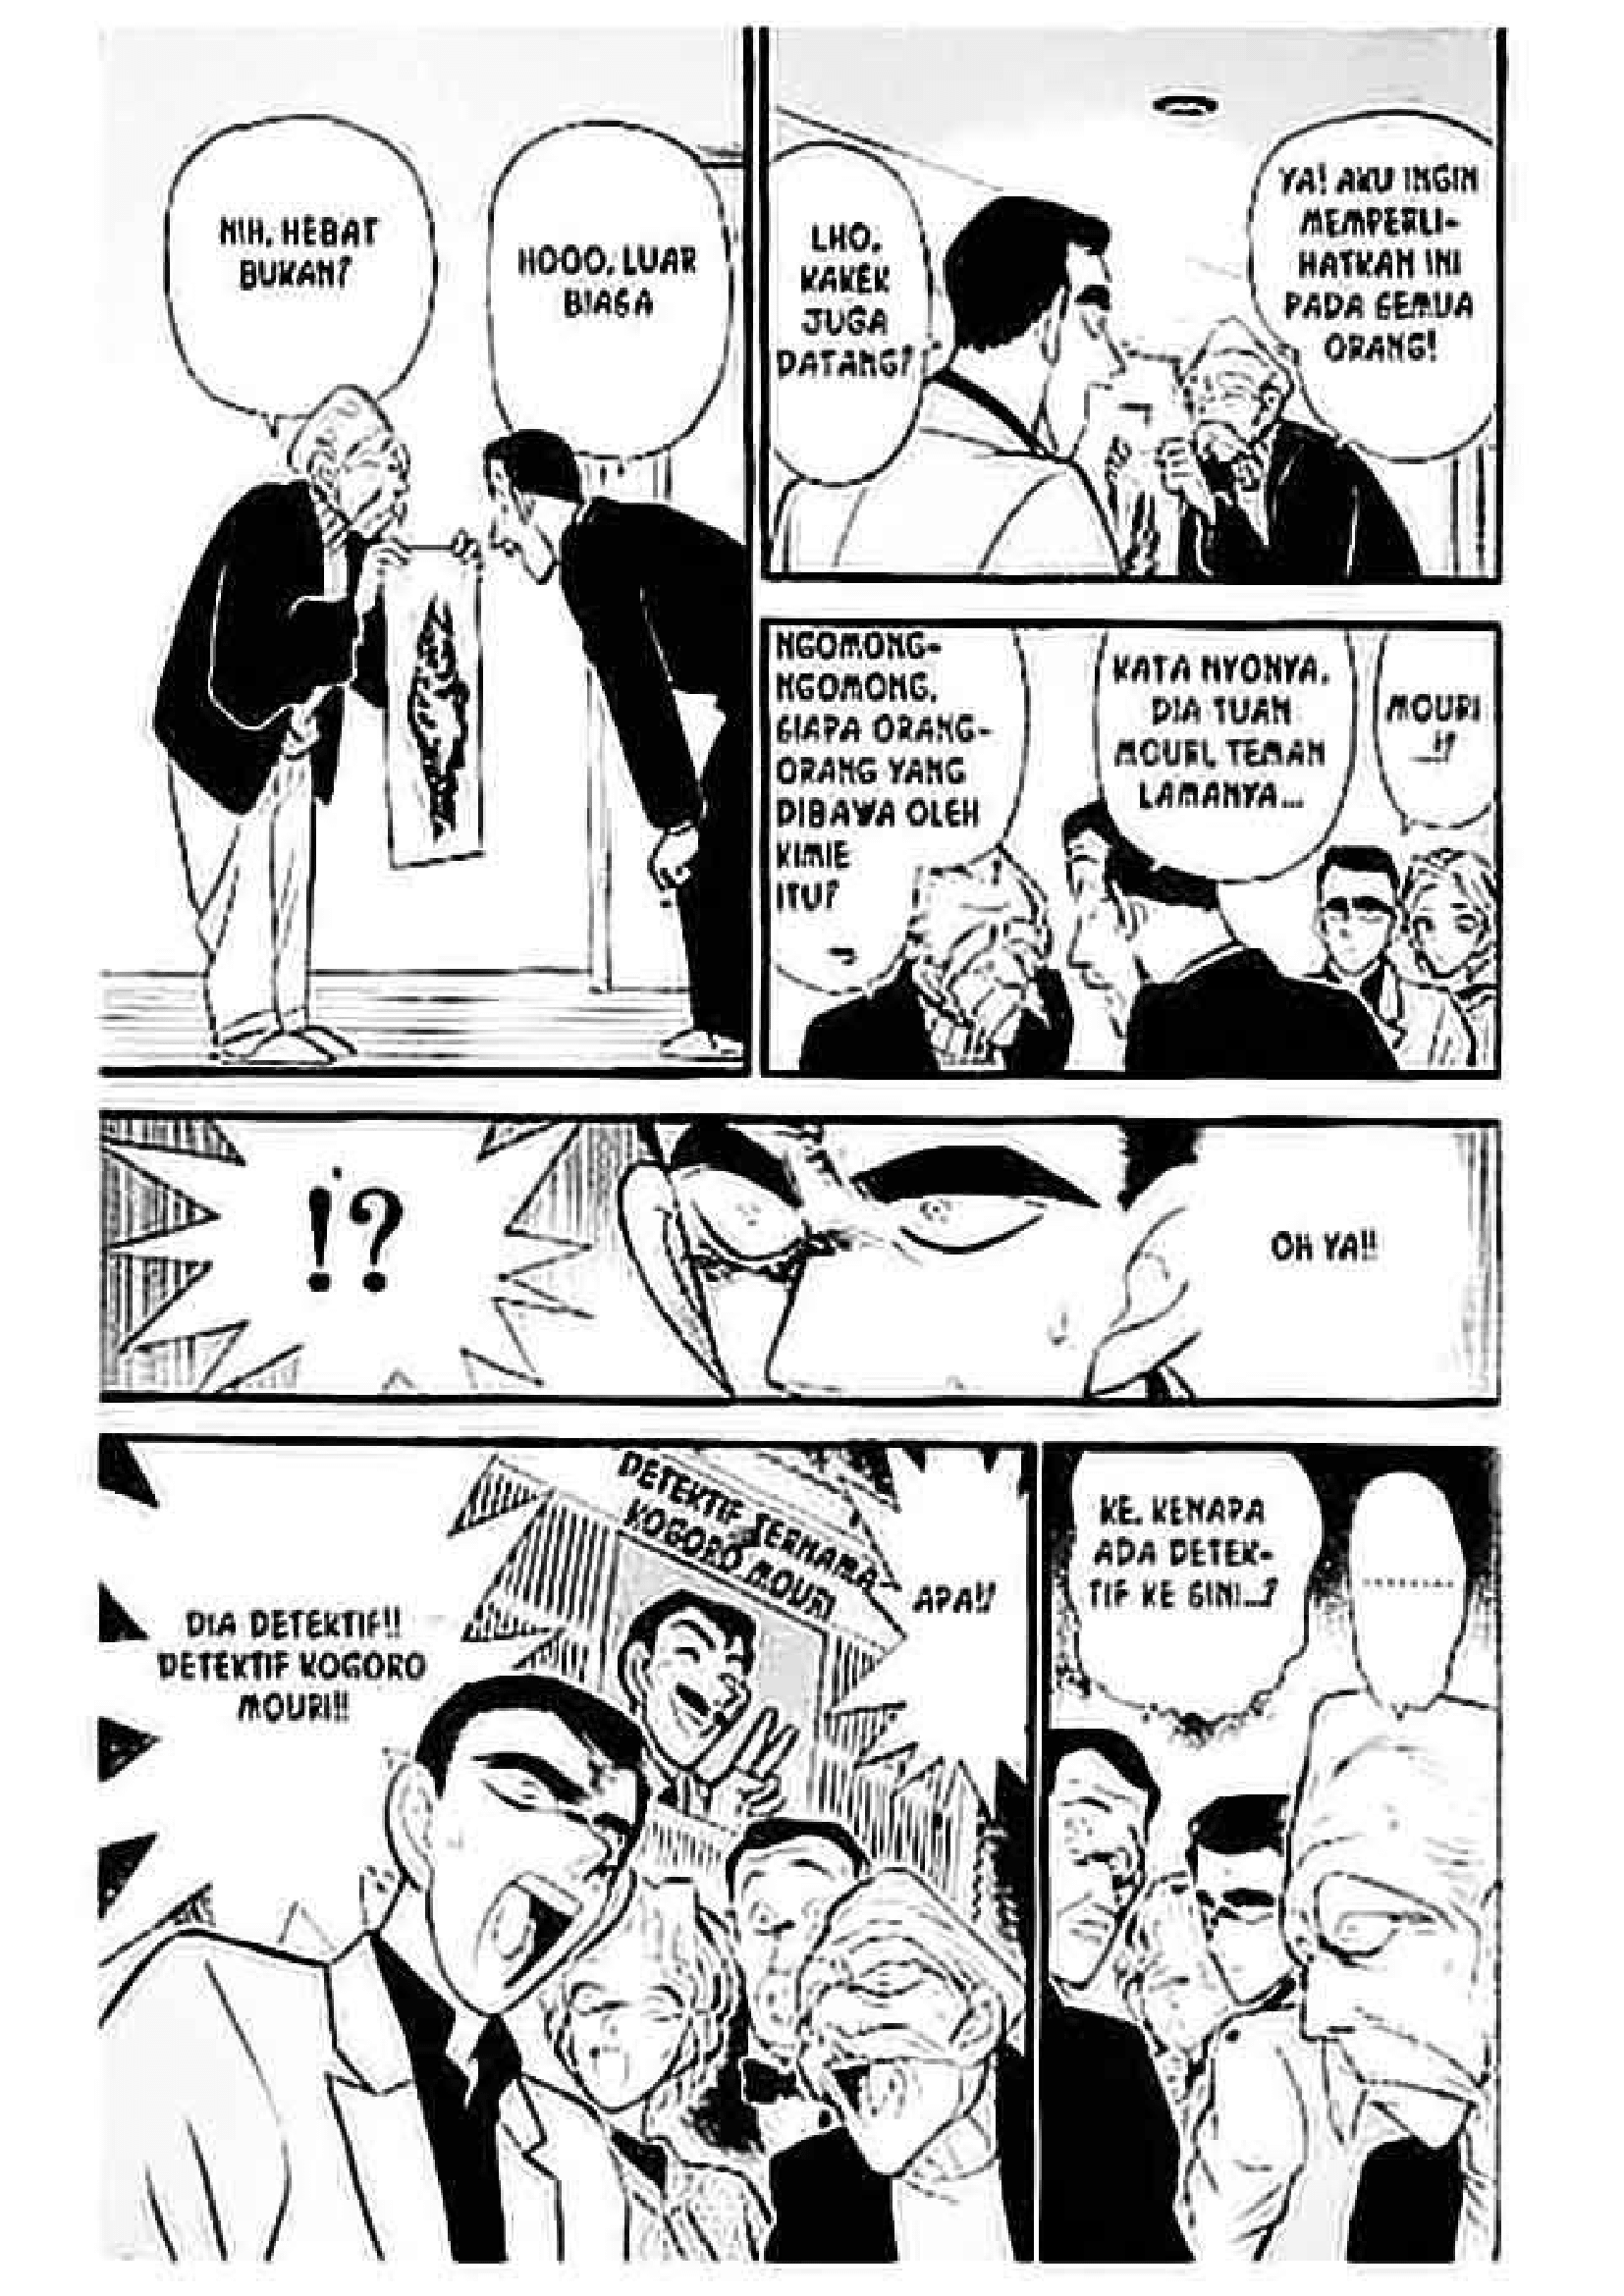 YA! AKU INGIN
MEMPERLI-
HATKAN INI
PADA SEMUA
ORANG!
LHO,
KAKEK
JUGA
DATANG?
HOOO, LUAR
BIASA
NIH, HEBAT
BUKAN?
MOURI
...!?
KATA NYONYA,
DIA TUAN
MOURI, TEMAN
LAMANYA...
NGOMONG-
NGOMONG,
SIAPA ORANG-
ORANG YANG
DIBAWA OLEH
KIMIE
ITU?
OH YA!!
!?
.........
KE, KENAPA
ADA DETEK-
TIF KE SINI...?
APA!?
DETEKTIF TERNAMA
KOGORO MOURI
DIA DETEKTIF!!
DETEKTIF KOGORO
MOURI!!